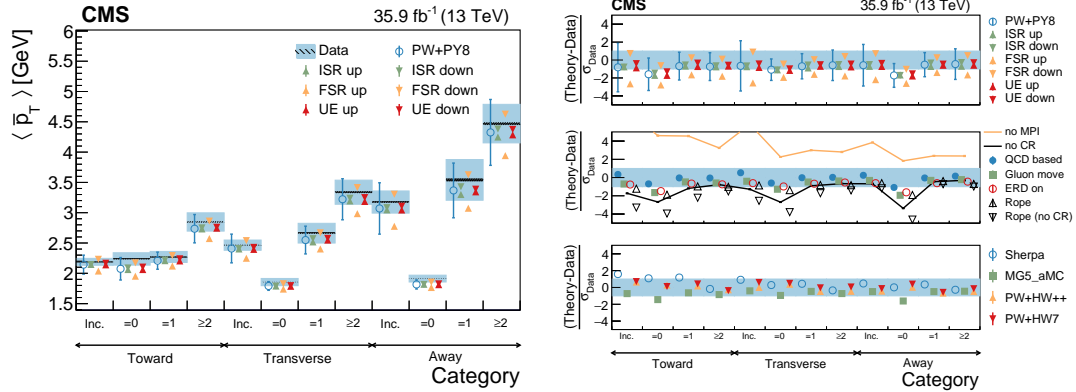 CMS
35.9 fb⁻¹ (13 TeV)
⟨ p̅_T ⟩ [GeV]
6
5.5
5
4.5
4
3.5
3
2.5
2
1.5
Data
PW+PY8
ISR up
ISR down
FSR up
FSR down
UE up
UE down
Inc. =0 =1 ≥2 Inc. =0 =1 ≥2 Inc. =0 =1 ≥2
Toward Transverse Away
Category
CMS
35.9 fb⁻¹ (13 TeV)
(Theory-Data)
σ_Data
4
2
0
−2
−4
PW+PY8
ISR up
ISR down
FSR up
FSR down
UE up
UE down
(Theory-Data)
σ_Data
4
2
0
−2
−4
no MPI
no CR
QCD based
Gluon move
ERD on
Rope
Rope (no CR)
(Theory-Data)
σ_Data
4
2
0
−2
−4
Sherpa
MG5_aMC
PW+HW++
PW+HW7
Inc. =0 =1 ≥2 Inc. =0 =1 ≥2 Inc. =0 =1 ≥2
Toward Transverse Away
Category